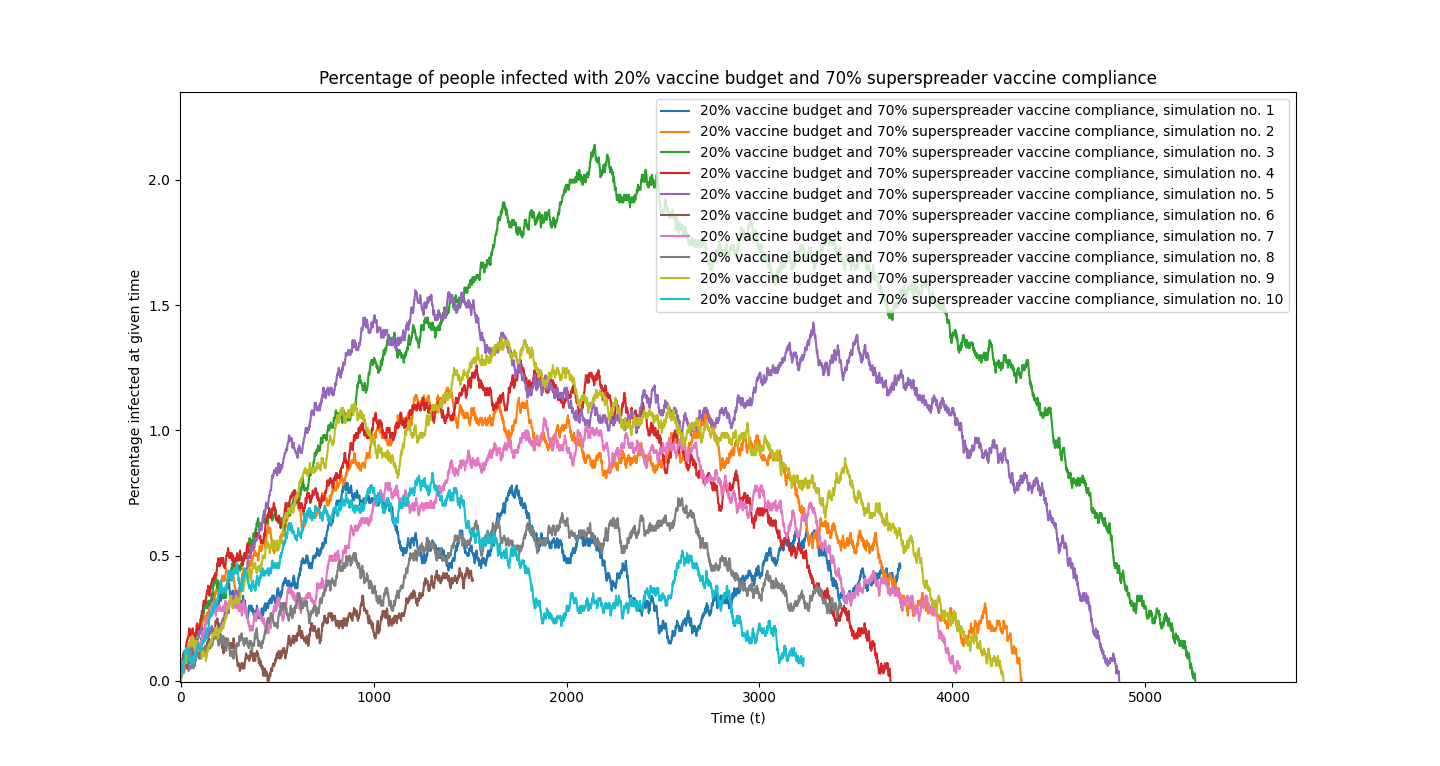 Percentage of people infected with 20% vaccine budget and 70% superspreader vaccine compliance
20% vaccine budget and 70% superspreader vaccine compliance, simulation no. 1
20% vaccine budget and 70% superspreader vaccine compliance, simulation no. 2
20% vaccine budget and 70% superspreader vaccine compliance, simulation no. 3
20% vaccine budget and 70% superspreader vaccine compliance, simulation no. 4
20% vaccine budget and 70% superspreader vaccine compliance, simulation no. 5
20% vaccine budget and 70% superspreader vaccine compliance, simulation no. 6
20% vaccine budget and 70% superspreader vaccine compliance, simulation no. 7
20% vaccine budget and 70% superspreader vaccine compliance, simulation no. 8
20% vaccine budget and 70% superspreader vaccine compliance, simulation no. 9
20% vaccine budget and 70% superspreader vaccine compliance, simulation no. 10
Percentage infected at given time
2.0
1.5
1.0
0.5
0.0
0 1000 2000 3000 4000 5000
Time (t)